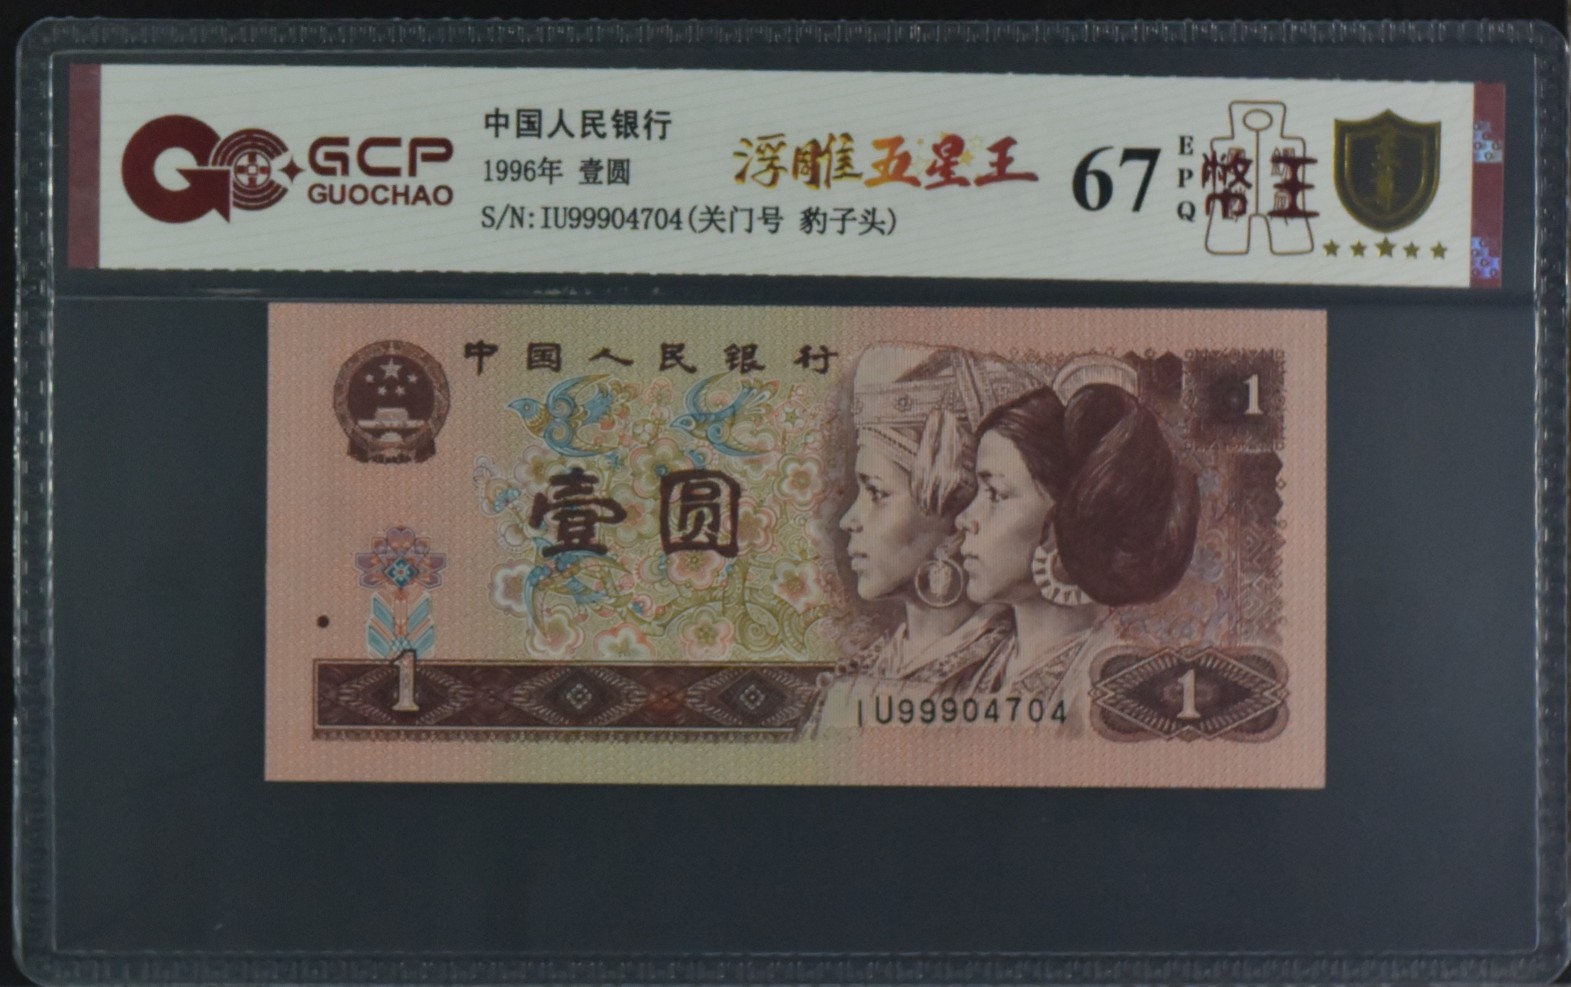 GCP
GUOCHAO
中国人民银行
1996年 壹圆
S/N:IU99904704(关门号 豹子头)
浮雕五星王
67
EPQ
中国人民银行
1
壹圆
1
IU99904704
1